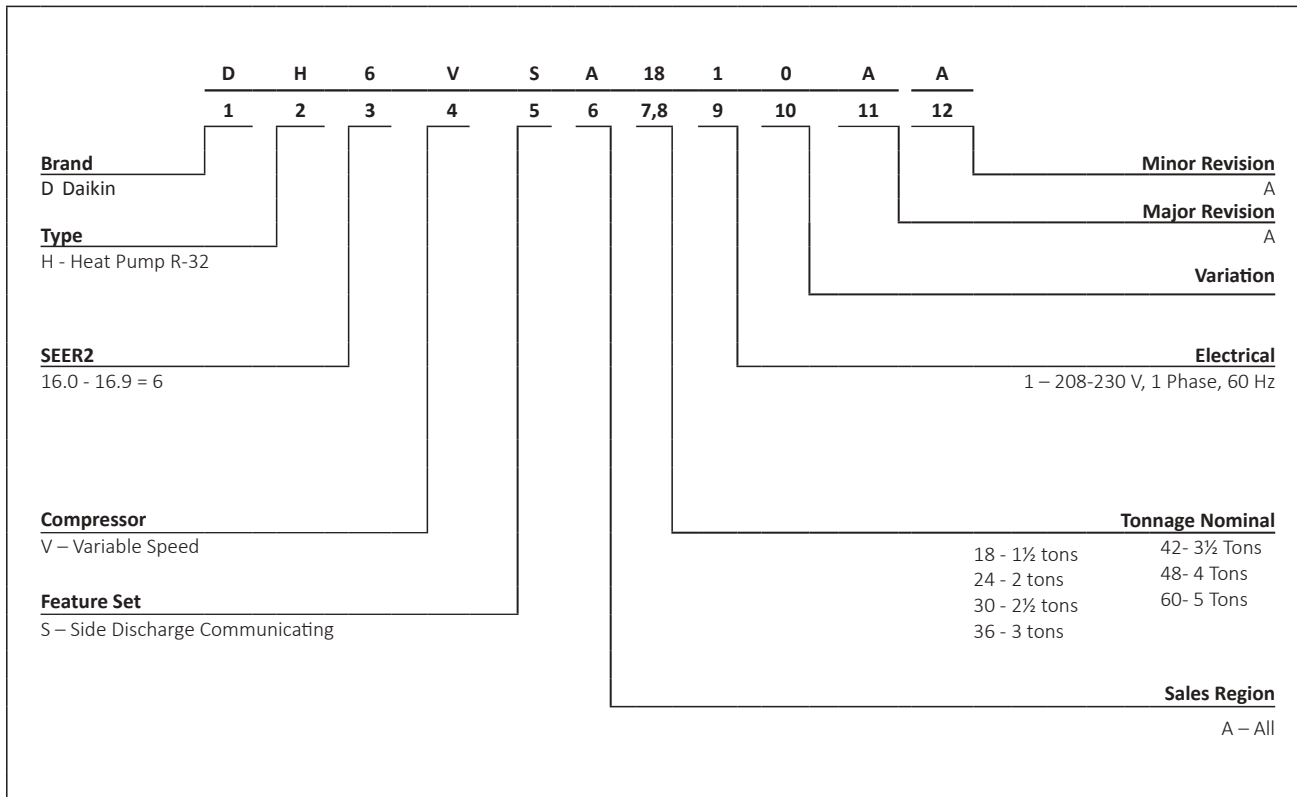 D H 6 V S A 18 1 0 A A
1 2 3 4 5 6 7,8 9 10 11 12
Brand
D Daikin
Type
H - Heat Pump R-32
SEER2
16.0 - 16.9 = 6
Compressor
V – Variable Speed
Feature Set
S – Side Discharge Communicating
Minor Revision
A
Major Revision
A
Variation
Electrical
1 – 208-230 V, 1 Phase, 60 Hz
Tonnage Nominal
18 - 1½ tons
24 - 2 tons
30 - 2½ tons
36 - 3 tons
42- 3½ Tons
48- 4 Tons
60- 5 Tons
Sales Region
A – All